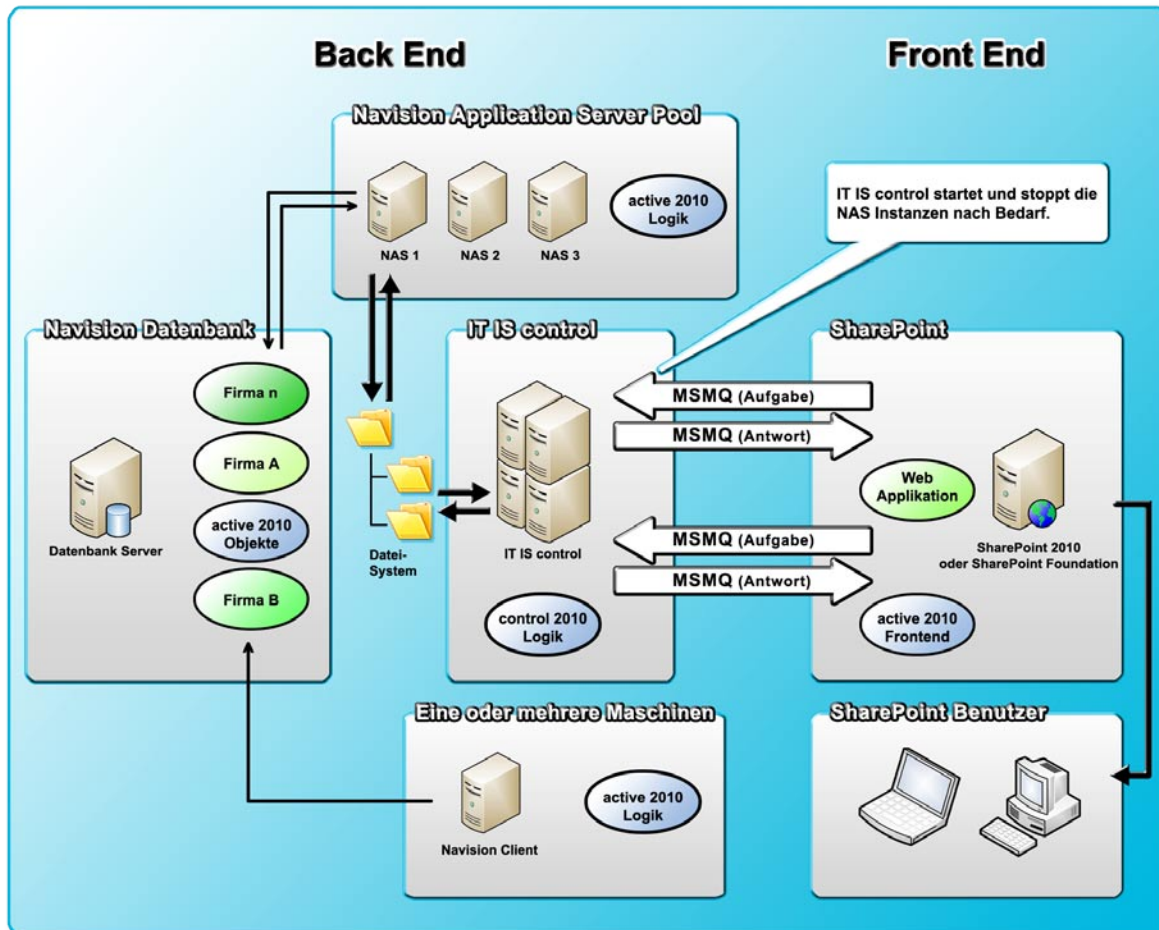 Back End
Front End
Navision Application Server Pool
NAS 1
NAS 2
NAS 3
active 2010
Logik
IT IS control startet und stoppt die
NAS Instanzen nach Bedarf.
Navision Datenbank
Firma n
Firma A
active 2010
Objekte
Firma B
Datenbank Server
Datei-
System
IT IS control
IT IS control
control 2010
Logik
MSMQ (Aufgabe)
MSMQ (Antwort)
MSMQ (Aufgabe)
MSMQ (Antwort)
SharePoint
Web
Applikation
SharePoint 2010
oder SharePoint Foundation
active 2010
Frontend
Eine oder mehrere Maschinen
Navision Client
active 2010
Logik
SharePoint Benutzer